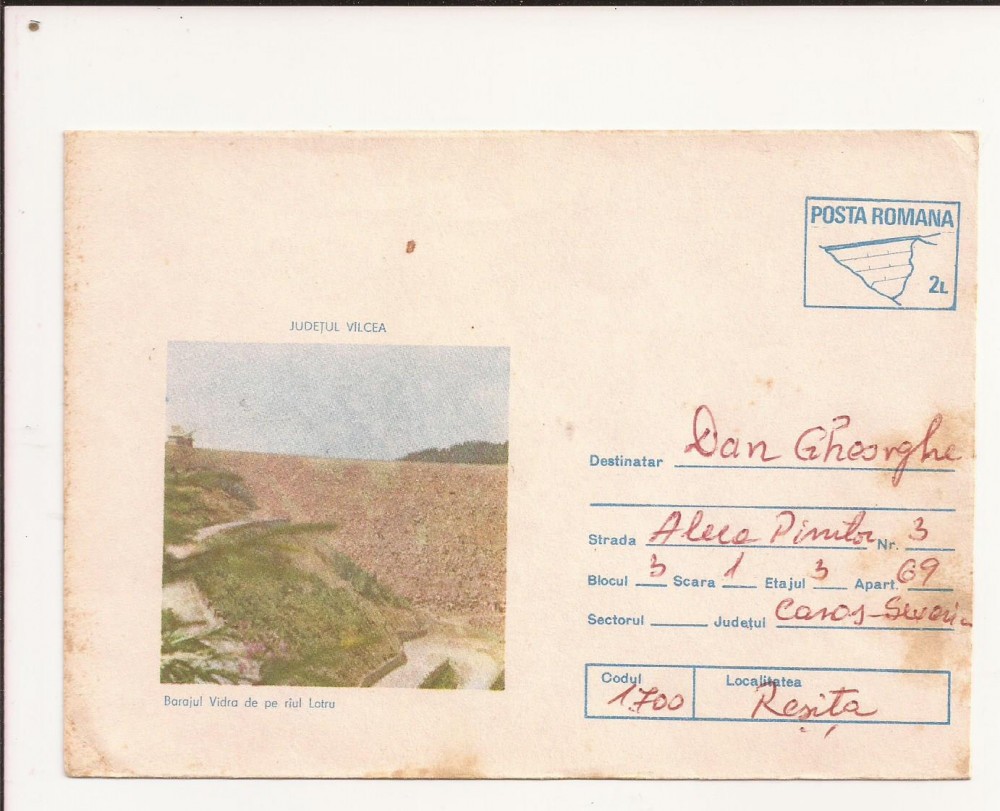 POSTA ROMANA
2L
JUDEȚUL VÎLCEA
Barajul Vidra de pe rîul Lotru
Destinatar Dan Gheorghe
Strada Aleea Pinilor Nr. 3
Blocul 3 Scara 1 Etajul 3 Apart. 69
Sectorul Județul Caraș-Severin
Codul 1700 Localitatea Reșița